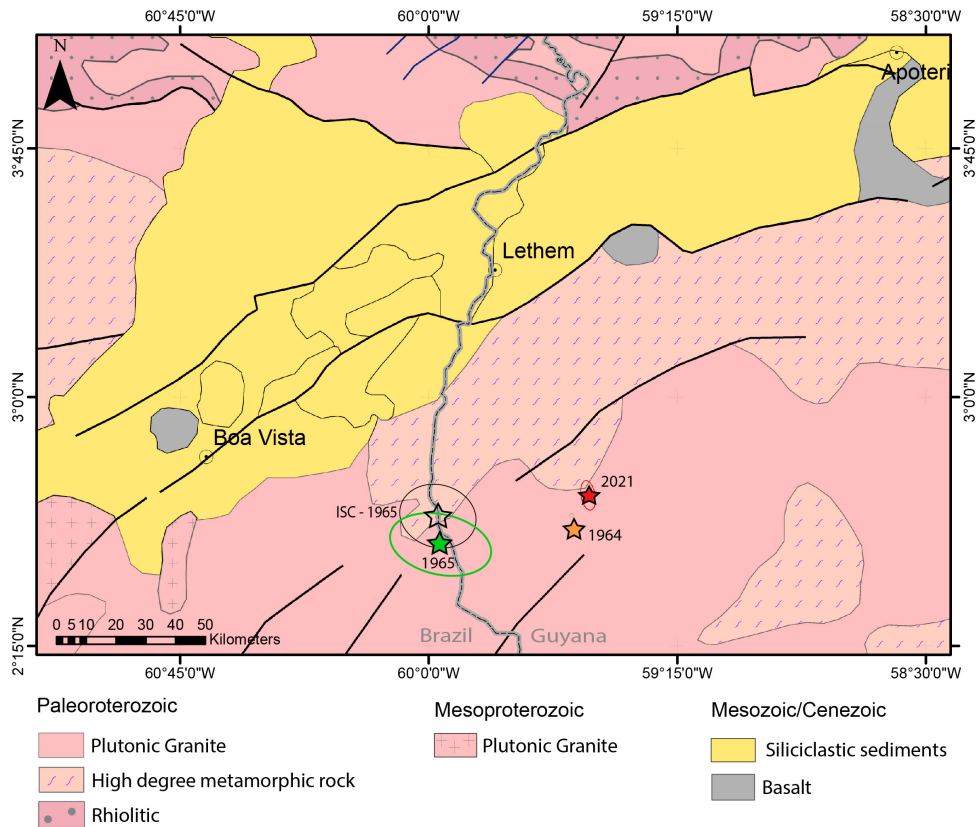 60°45'0"W 60°0'0"W 59°15'0"W 58°30'0"W
N
Apoteri
3°45'0"N 3°45'0"N
Lethem
3°0'0"N 3°0'0"N
Boa Vista
2021
ISC - 1965
1964
1965
0 5 10 20 30 40 50
Kilometers
Brazil Guyana
2°15'0"N 2°15'0"N
60°45'0"W 60°0'0"W 59°15'0"W 58°30'0"W
Paleoroterozoic
Plutonic Granite
High degree metamorphic rock
Rhiolitic
Mesoproterozoic
Plutonic Granite
Mesozoic/Cenezoic
Siliciclastic sediments
Basalt